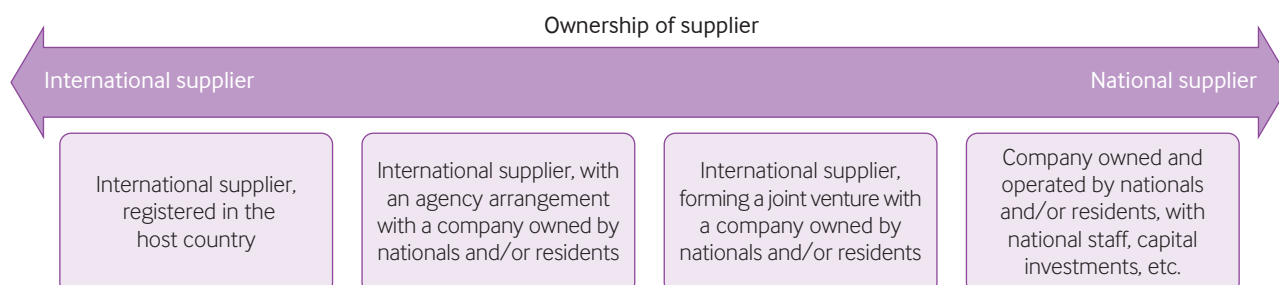 Ownership of supplier
International supplier
National supplier
International supplier,
registered in the
host country
International supplier, with
an agency arrangement
with a company owned by
nationals and/or residents
International supplier,
forming a joint venture with
a company owned by
nationals and/or residents
Company owned and
operated by nationals
and/or residents, with
national staff, capital
investments, etc.